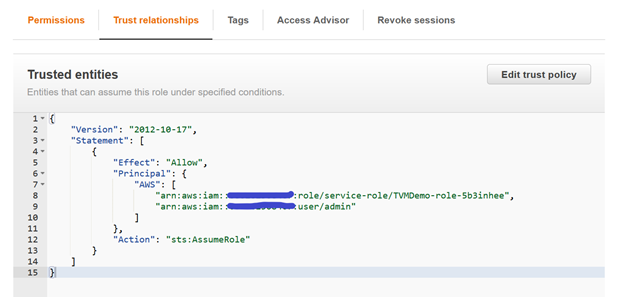 Permissions
Trust relationships
Tags
Access Advisor
Revoke sessions
Trusted entities
Edit trust policy
Entities that can assume this role under specified conditions.
1 {
2 "Version": "2012-10-17",
3 "Statement": [
4 {
5 "Effect": "Allow",
6 "Principal": {
7 "AWS": [
8 "arn:aws:iam:: :role/service-role/TVMDemo-role-5b3inhee",
9 "arn:aws:iam:: :user/admin"
10 ]
11 },
12 "Action": "sts:AssumeRole"
13 }
14 ]
15 }